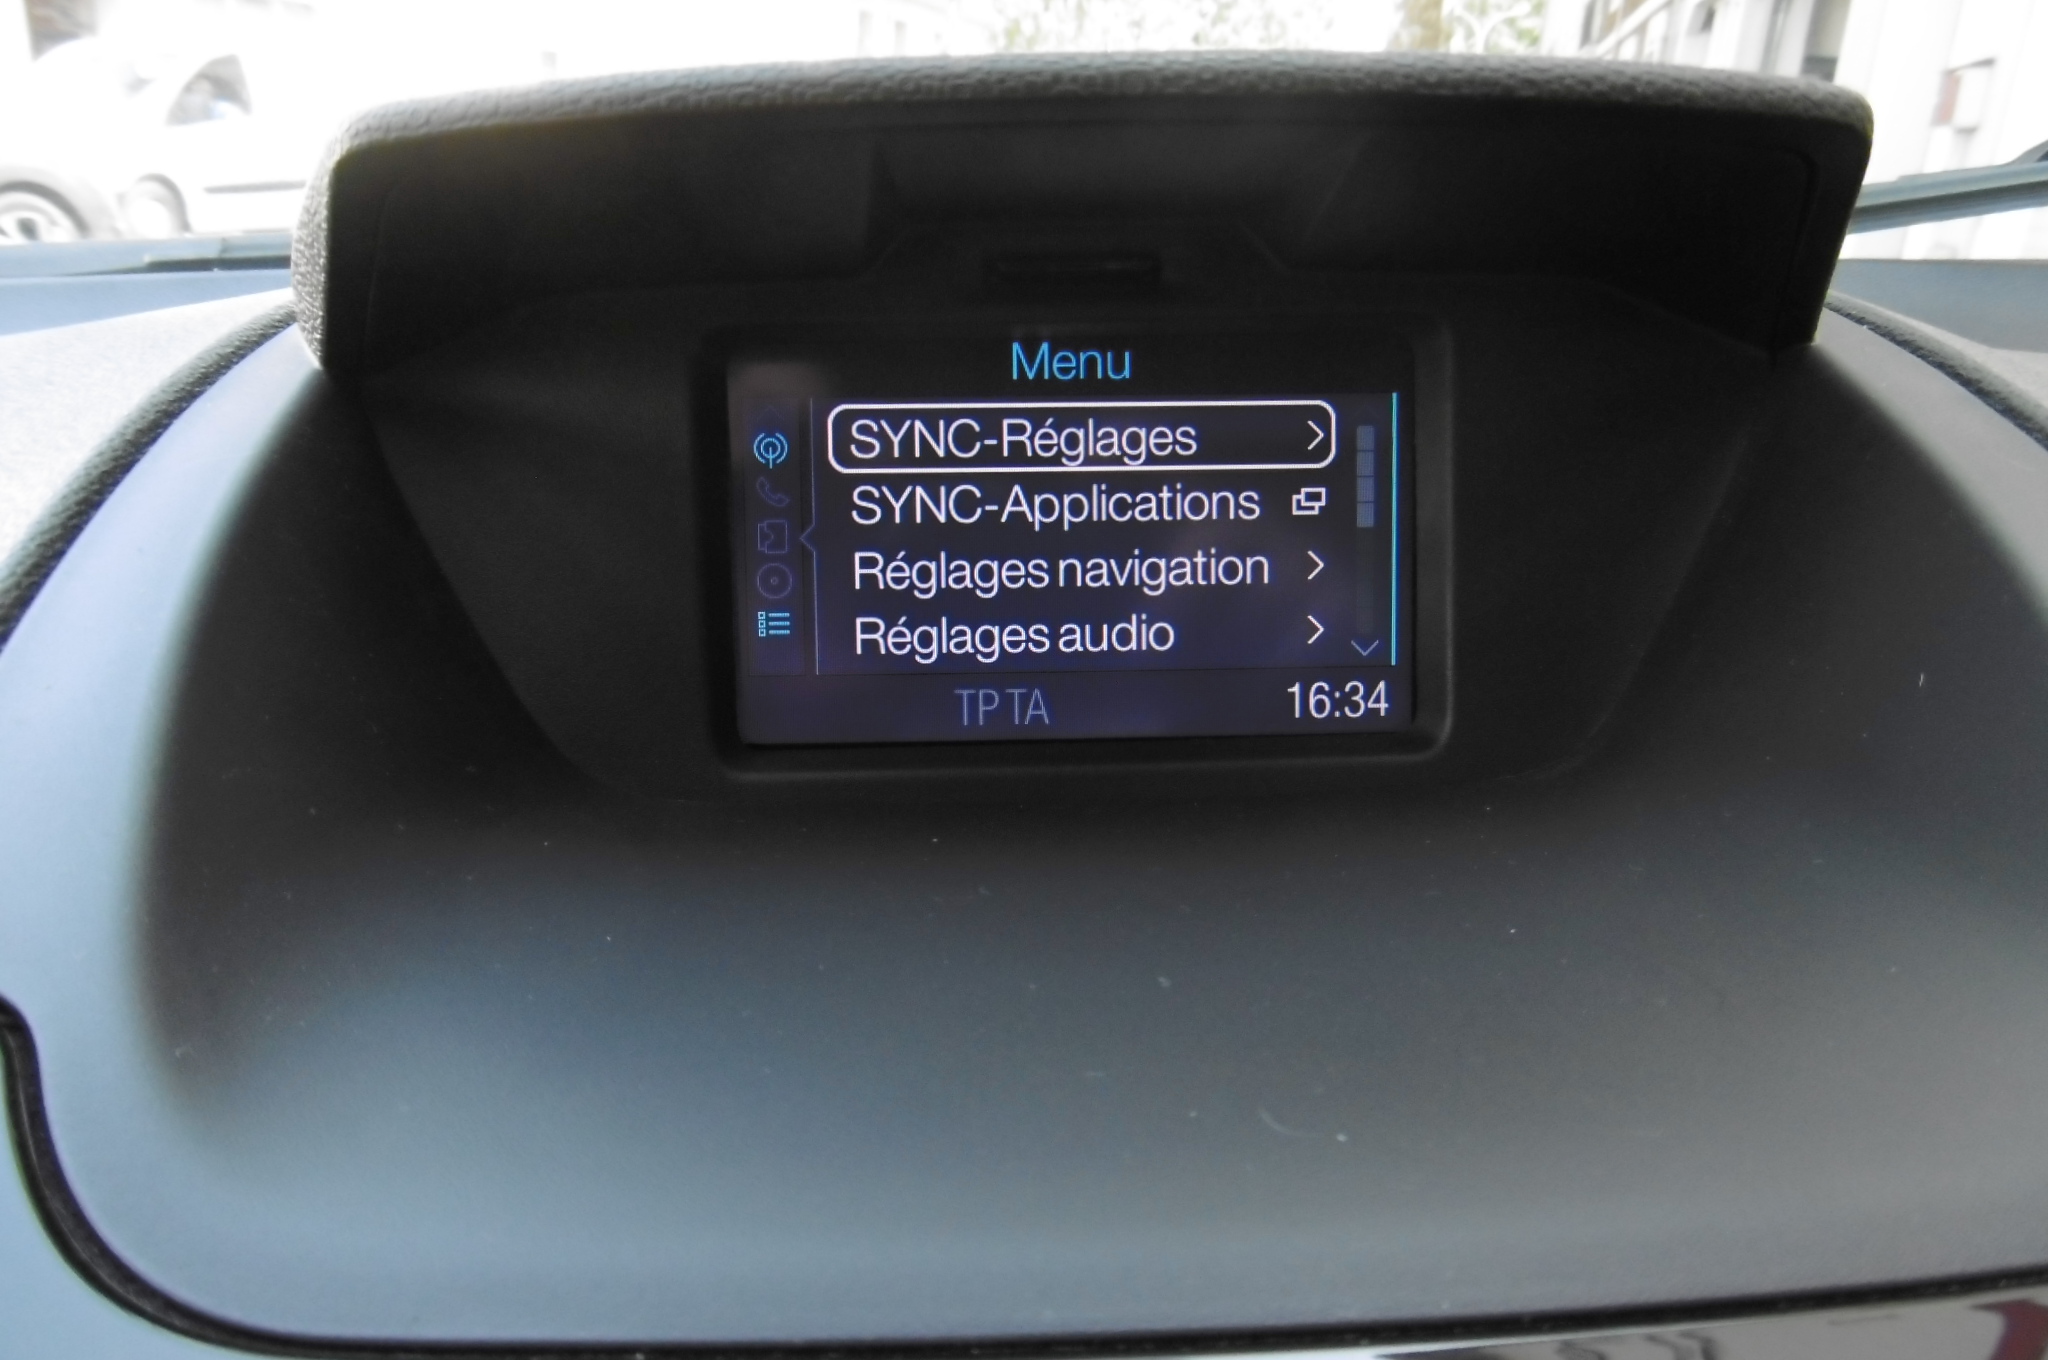 Menu
SYNC-Réglages
SYNC-Applications
Réglages navigation
Réglages audio
TP TA 16:34